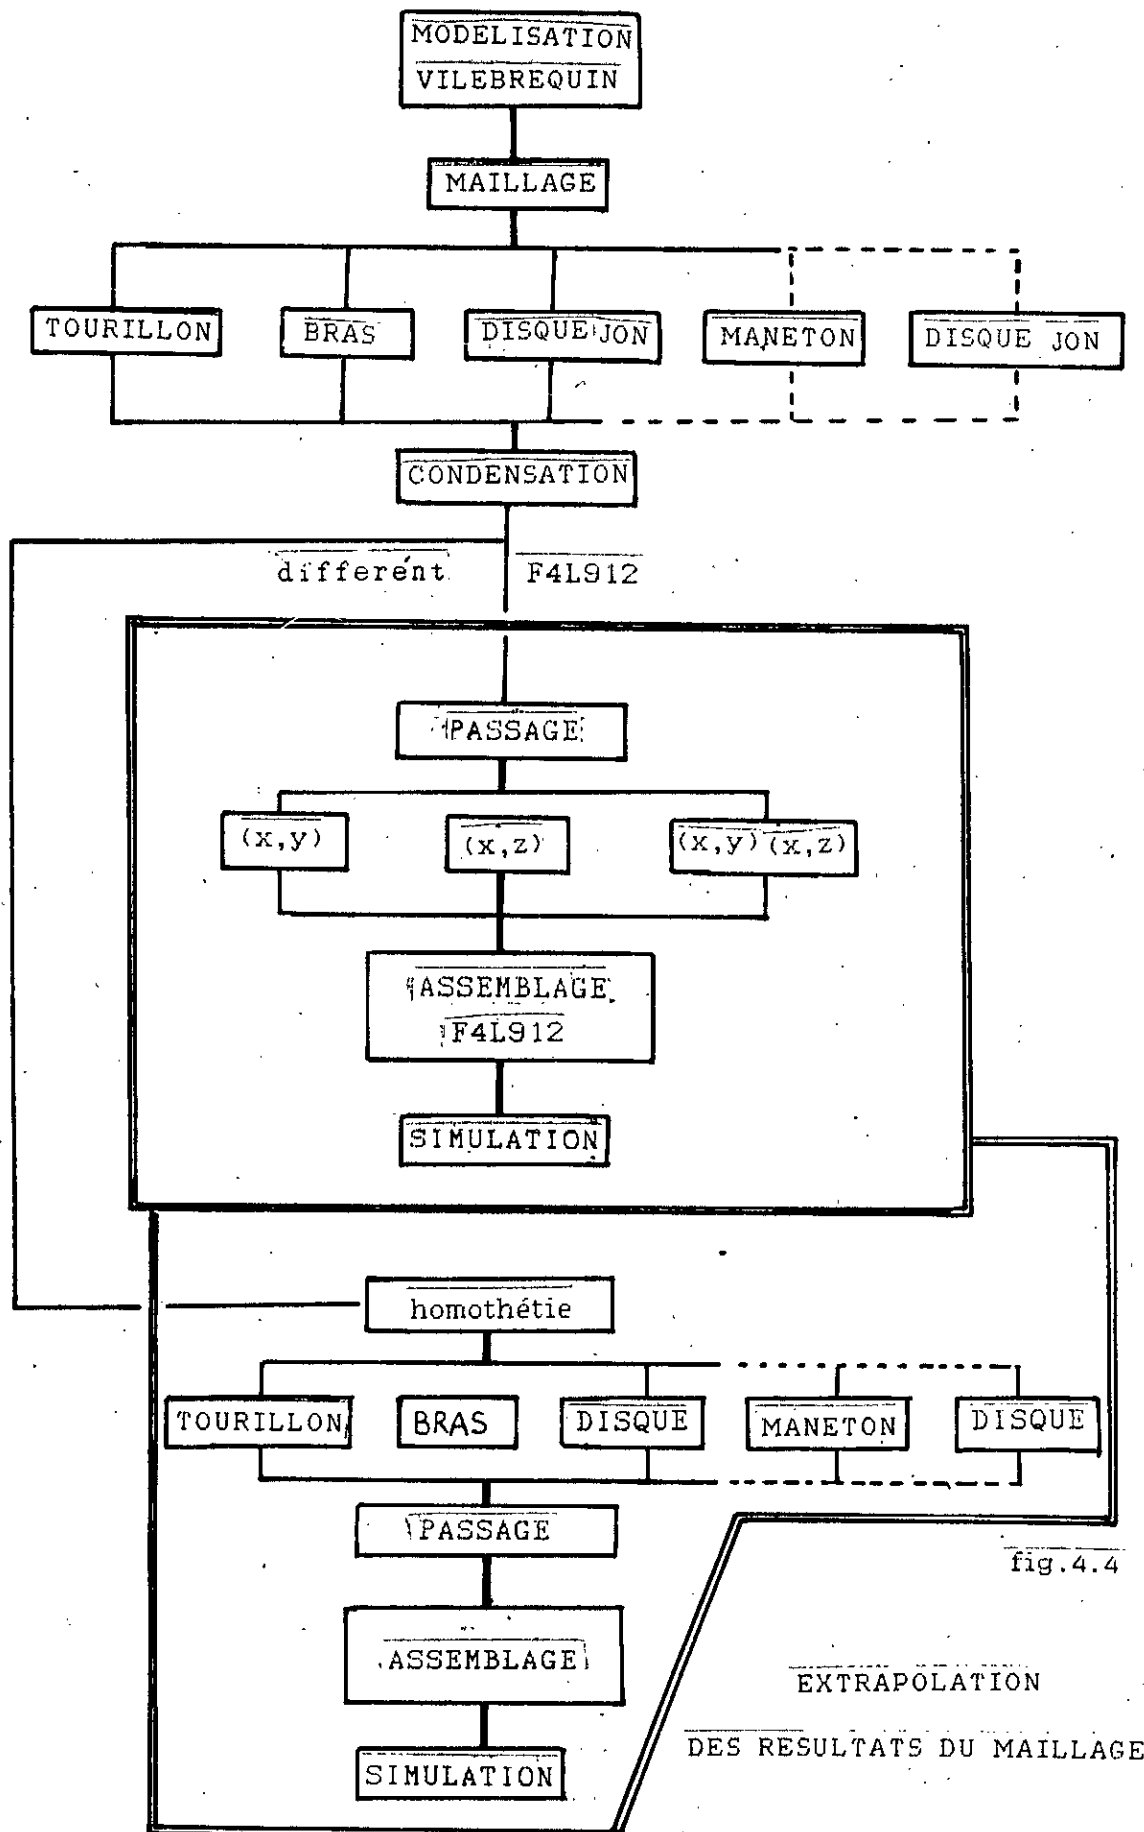 MODELISATION
VILEBREQUIN
MAILLAGE
TOURILLON BRAS DISQUE JON MANETON DISQUE JON
CONDENSATION
different F4L912
PASSAGE
(x,y) (x,z) (x,y)(x,z)
ASSEMBLAGE
F4L912
SIMULATION
homothétie
TOURILLON BRAS DISQUE MANETON DISQUE
PASSAGE
fig.4.4
ASSEMBLAGE
EXTRAPOLATION
DES RESULTATS DU MAILLAGE
SIMULATION